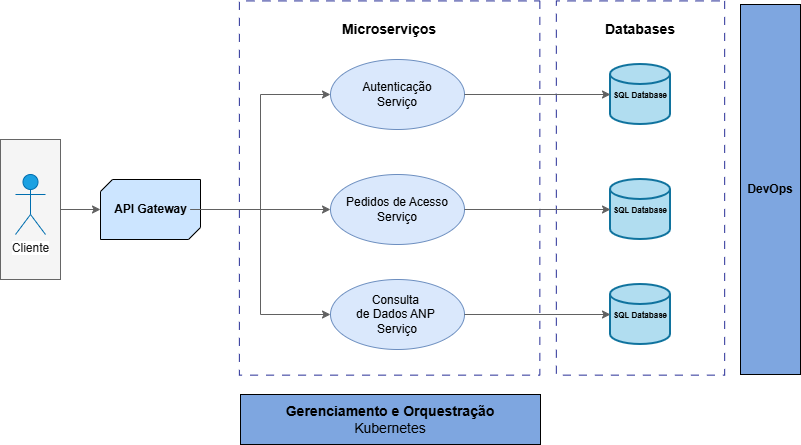 Microserviços
Databases
Autenticação
Serviço
SQL Database
Cliente
API Gateway
Pedidos de Acesso
Serviço
SQL Database
DevOps
Consulta
de Dados ANP
Serviço
SQL Database
Gerenciamento e Orquestração
Kubernetes